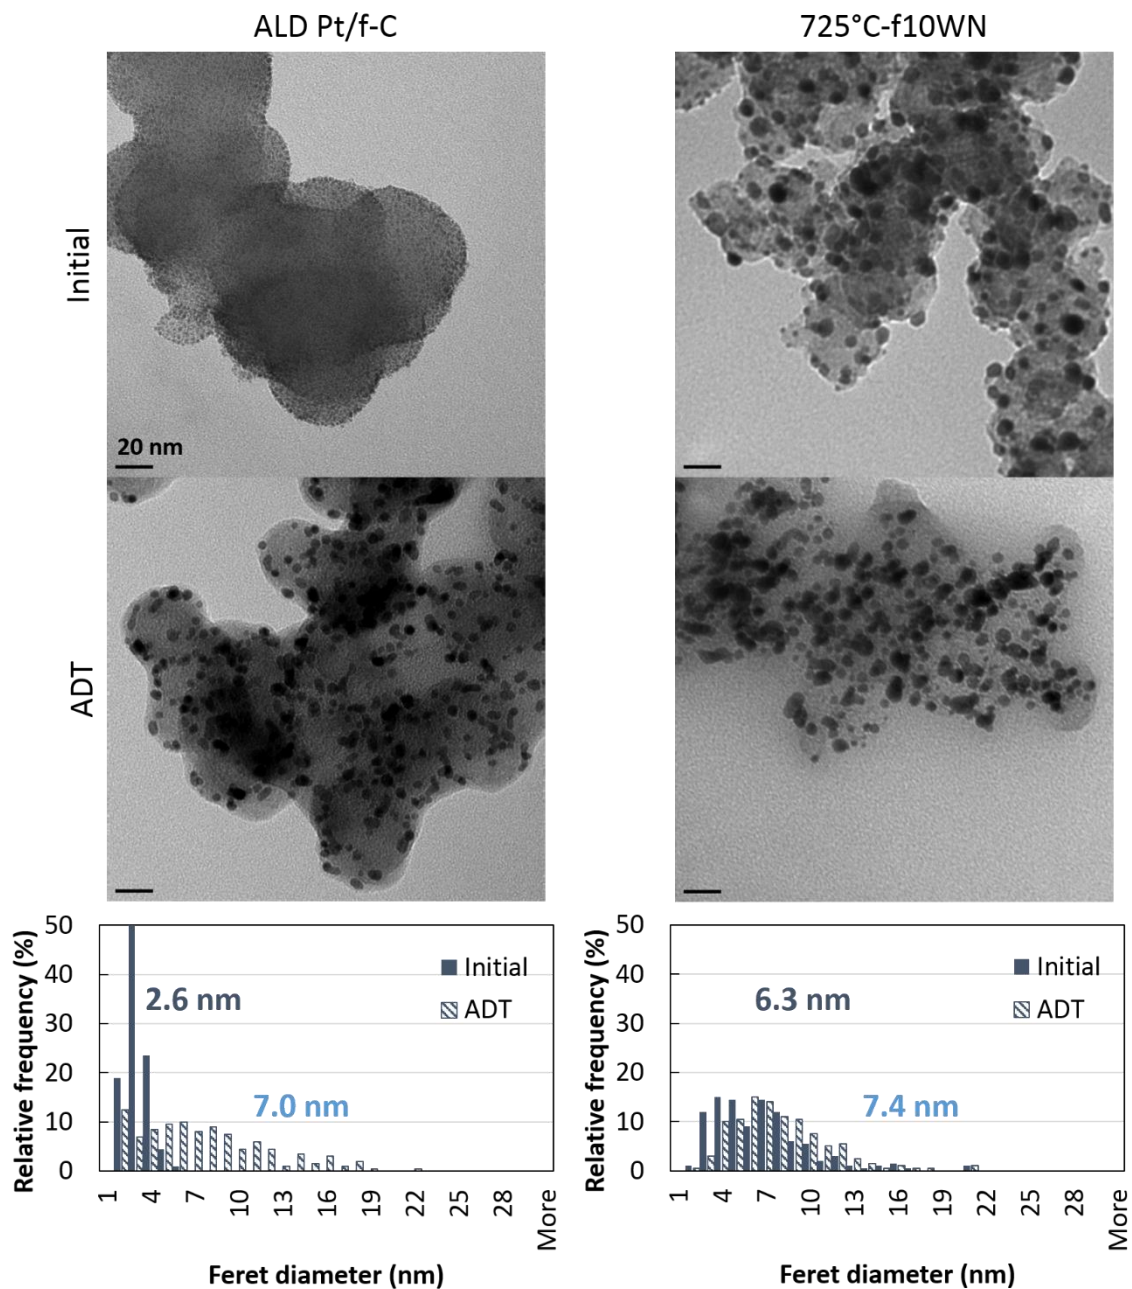 ALD Pt/f-C
725°C-f10WN
Initial
20 nm
ADT
Relative frequency (%)
50
40
30
20
10
0
Initial
ADT
2.6 nm
7.0 nm
1
4
7
10
13
16
19
22
25
28
More
Feret diameter (nm)
Relative frequency (%)
50
40
30
20
10
0
Initial
ADT
6.3 nm
7.4 nm
1
4
7
10
13
16
19
22
25
28
More
Feret diameter (nm)